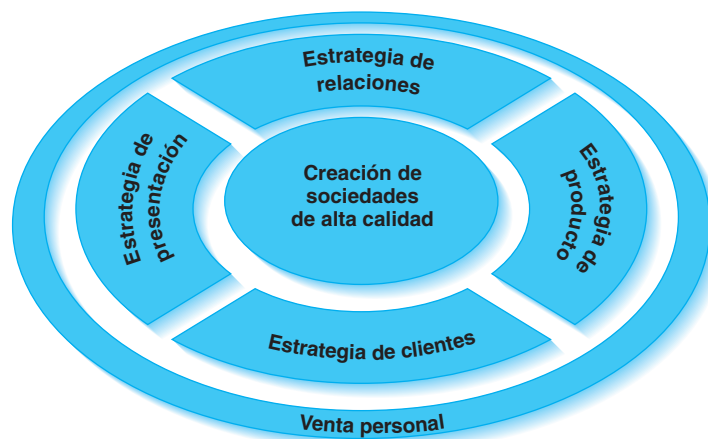 Estrategia de
relaciones
Estrategia de
presentación
Creación de
sociedades
de alta calidad
Estrategia de
producto
Estrategia de clientes
Venta personal